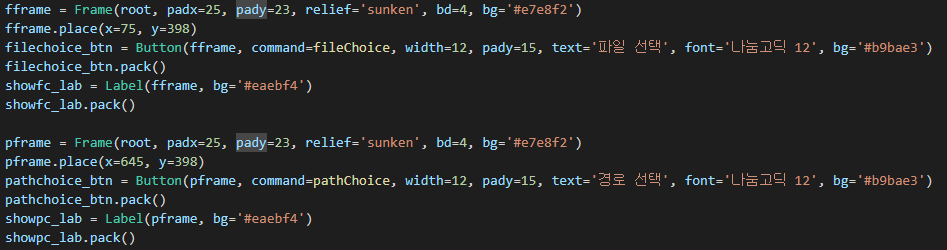 fframe = Frame(root, padx=25, pady=23, relief='sunken', bd=4, bg='#e7e8f2')
fframe.place(x=75, y=398)
filechoice_btn = Button(fframe, command=fileChoice, width=12, pady=15, text='파일 선택', font='나눔고딕 12', bg='#b9bae3')
filechoice_btn.pack()
showfc_lab = Label(fframe, bg='#eaebf4')
showfc_lab.pack()
pframe = Frame(root, padx=25, pady=23, relief='sunken', bd=4, bg='#e7e8f2')
pframe.place(x=645, y=398)
pathchoice_btn = Button(pframe, command=pathChoice, width=12, pady=15, text='경로 선택', font='나눔고딕 12', bg='#b9bae3')
pathchoice_btn.pack()
showpc_lab = Label(pframe, bg='#eaebf4')
showpc_lab.pack()